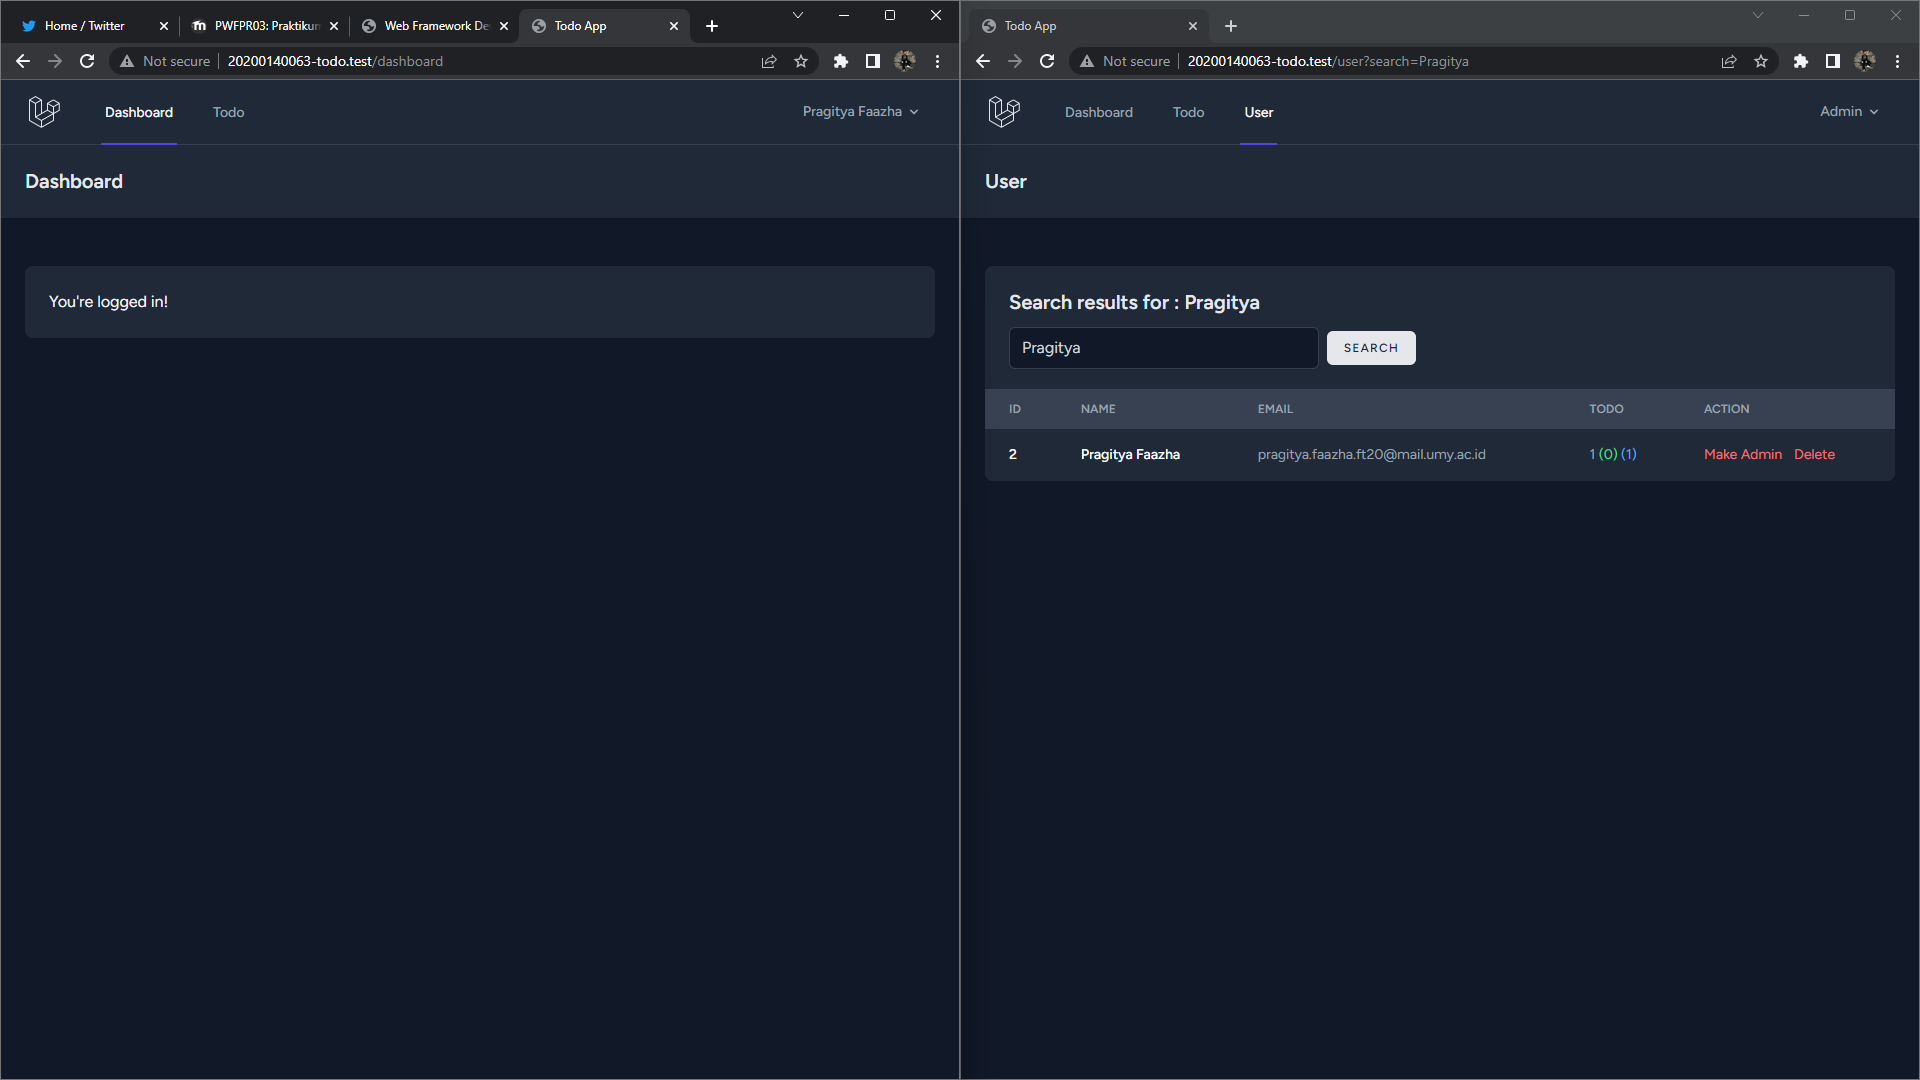 Home / Twitter
PWFPR03: Praktikum
Web Framework De
Todo App
Not secure
20200140063-todo.test/dashboard
Dashboard
Todo
Pragitya Faazha
Dashboard
You're logged in!
Todo App
Not secure
20200140063-todo.test/user?search=Pragitya
Dashboard
Todo
User
Admin
User
Search results for : Pragitya
Pragitya
SEARCH
ID NAME EMAIL TODO ACTION
2 Pragitya Faazha pragitya.faazha.ft20@mail.umy.ac.id 1 (0) (1) Make Admin Delete